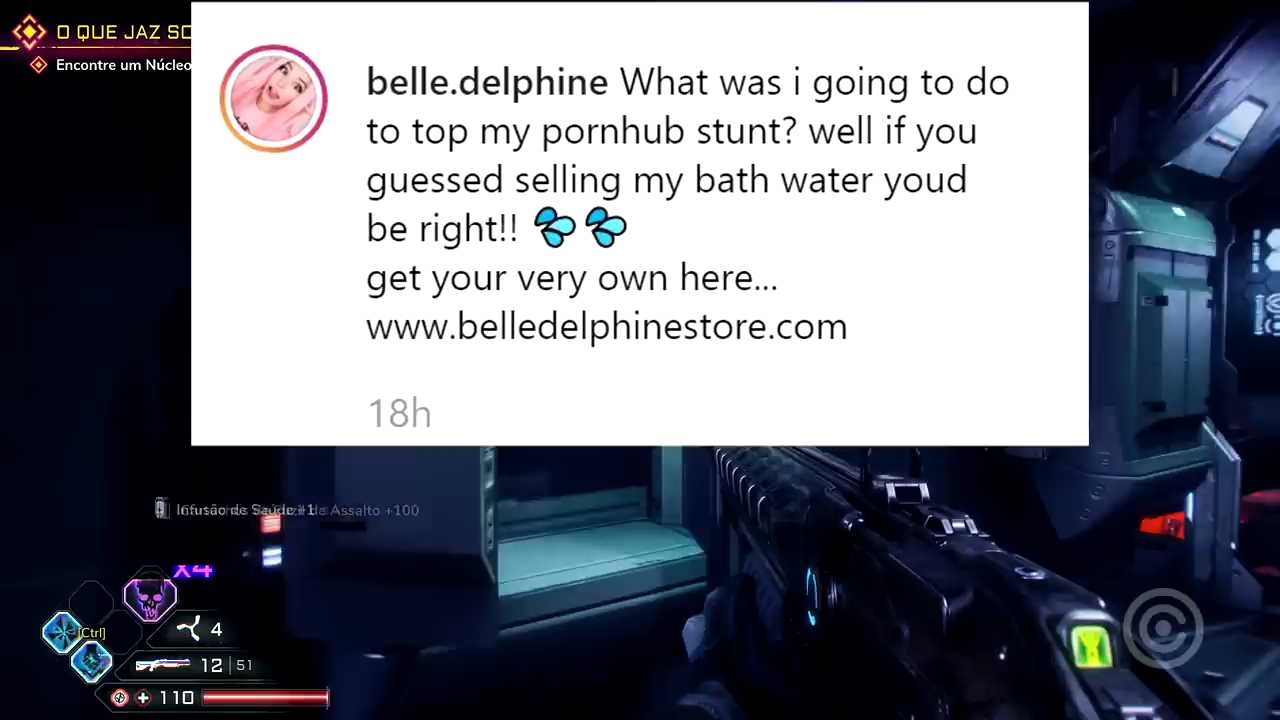 O QUE JAZ SO
Encontre um Núcleo
belle.delphine What was i going to do
to top my pornhub stunt? well if you
guessed selling my bath water youd
be right!! 💦 💦
get your very own here...
www.belledelphinestore.com
18h
Infusão de Saúde +1
de Assalto +100
X4
[Ctrl]
4
12 | 51
110